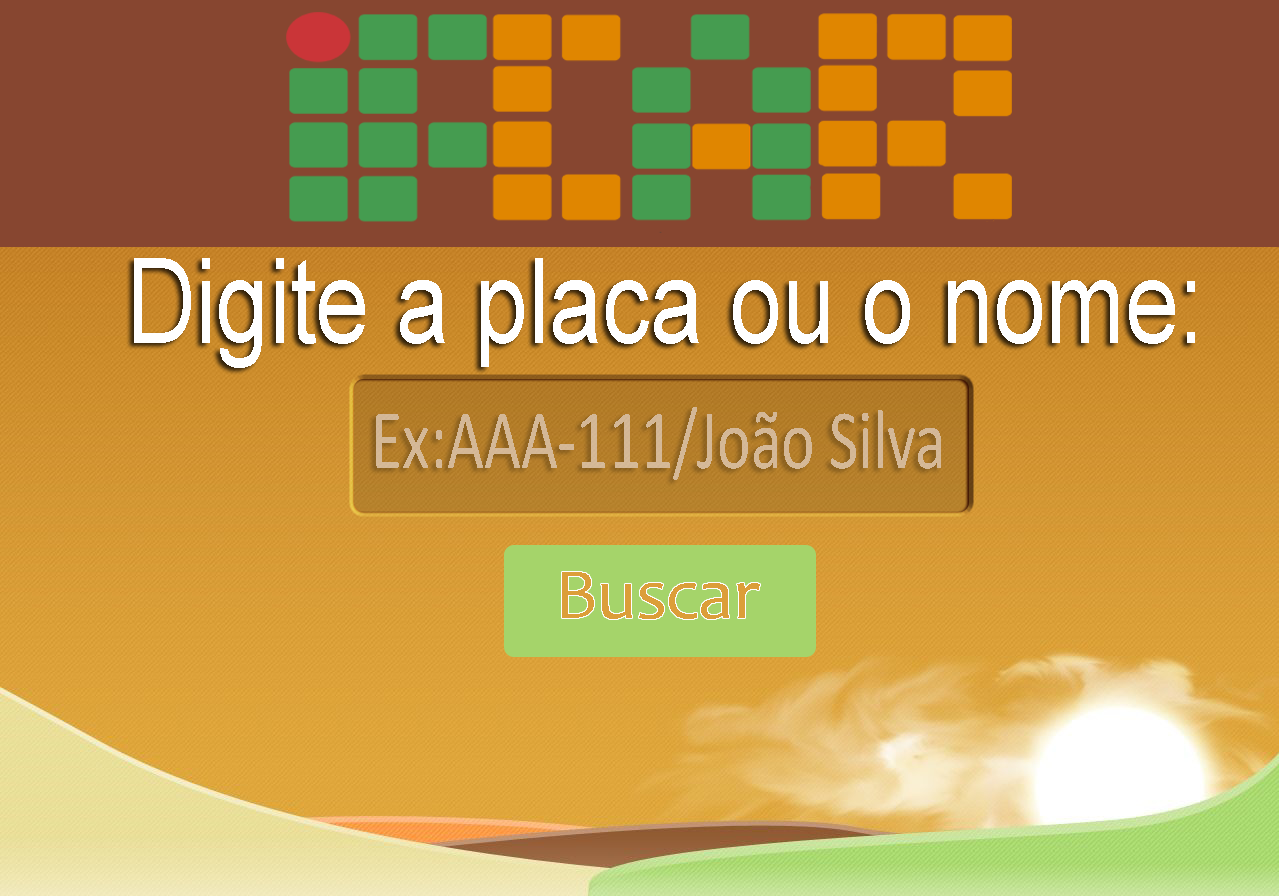 Digite a placa ou o nome:
Ex:AAA-111/João Silva
Buscar